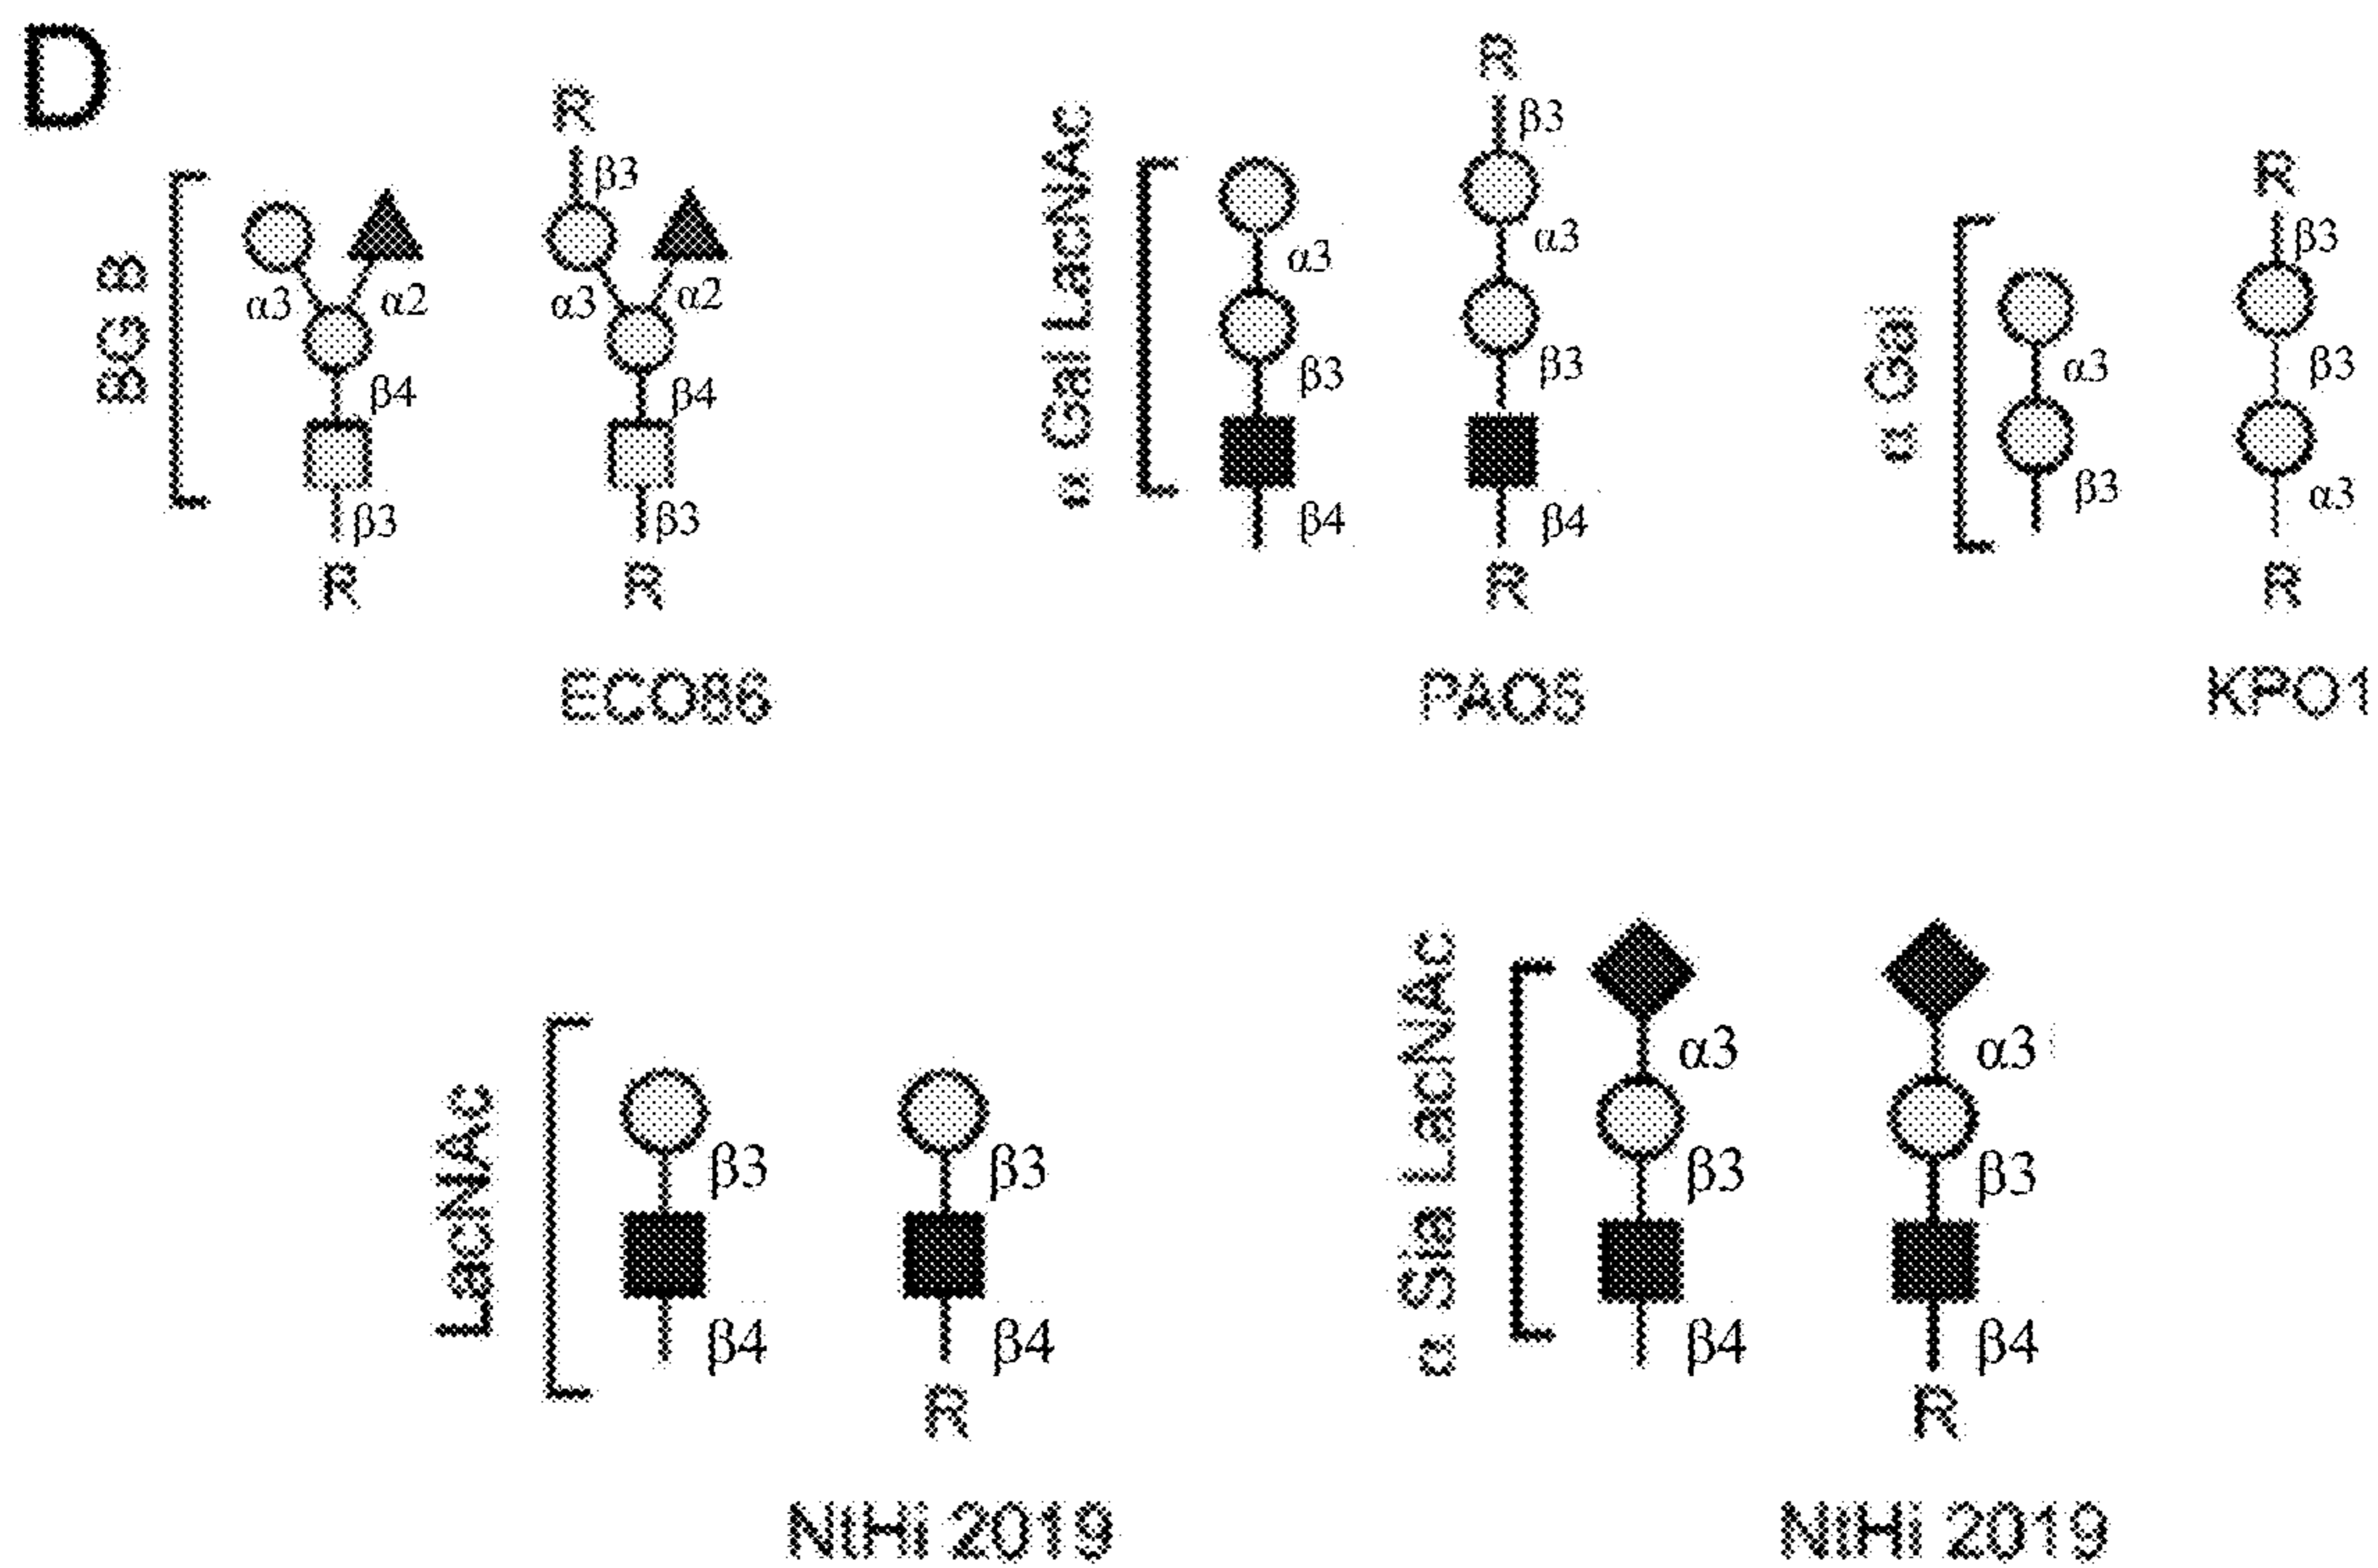 D
BG B
α3
α2
β4
β3
R
R
β3
α3
α2
β4
β3
R
ECO86
α Gal LacNAc
α3
β3
β4
R
β3
α3
β3
β4
R
PAO5
α Gal
α3
β3
R
β3
β3
α3
R
KPO1
LacNAc
β3
β4
β3
β4
R
NtHi 2019
α Sia LacNAc
α3
β3
β4
α3
β3
β4
R
NtHi 2019